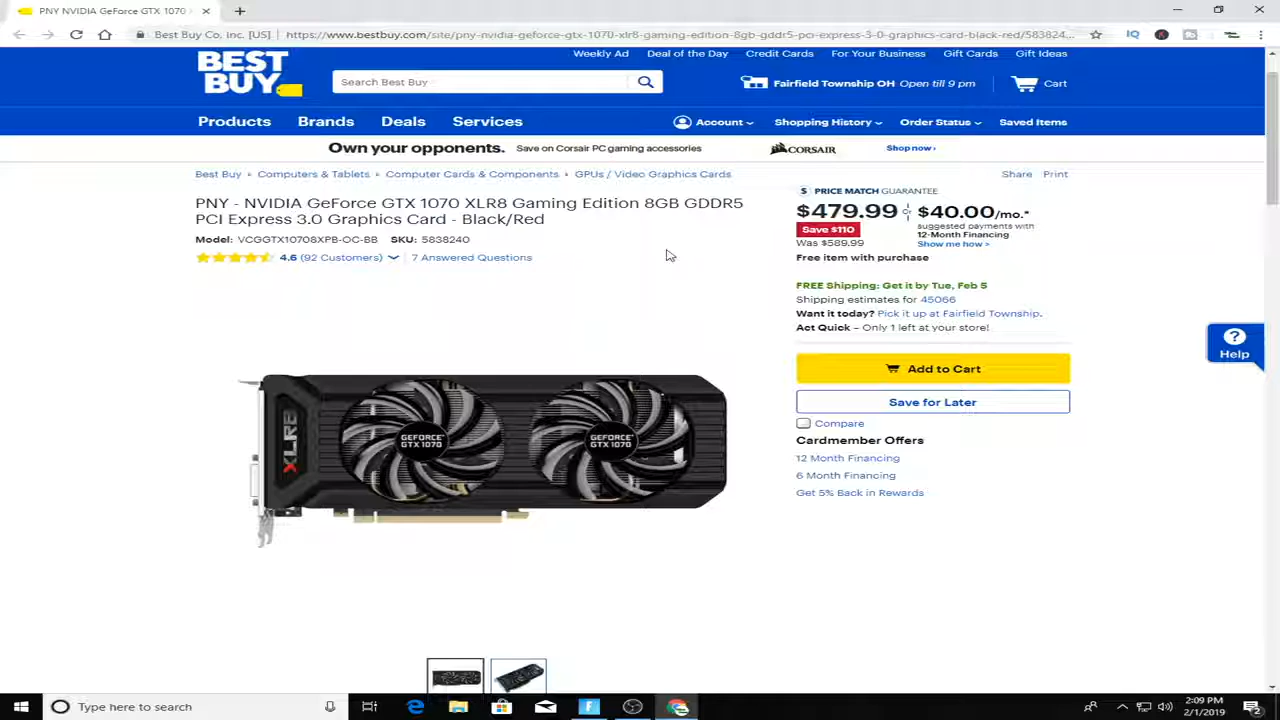 PNY NVIDIA GeForce GTX 1070
Best Buy Co, Inc. [US] | https://www.bestbuy.com/site/pny-nvidia-geforce-gtx-1070-xlr8-gaming-edition-8gb-gddr5-pci-express-3-0-graphics-card-black-red/583824...
IQ
Weekly Ad Deal of the Day Credit Cards For Your Business Gift Cards Gift Ideas
BEST BUY
Search Best Buy
Fairfield Township OH Open till 9 pm
Cart
Products Brands Deals Services
Account Shopping History Order Status Saved Items
Own your opponents. Save on Corsair PC gaming accessories CORSAIR Shop now ›
Best Buy Computers & Tablets Computer Cards & Components GPUs / Video Graphics Cards
Share Print
PNY - NVIDIA GeForce GTX 1070 XLR8 Gaming Edition 8GB GDDR5
PCI Express 3.0 Graphics Card - Black/Red
Model: VCGGTX10708XPB-OC-BB SKU: 5838240
4.6 (92 Customers) 7 Answered Questions
$ PRICE MATCH GUARANTEE
$479.99 or $40.00/mo.*
Save $110
Was $589.99
suggested payments with
12-Month Financing
Show me how >
Free item with purchase
FREE Shipping: Get it by Tue, Feb 5
Shipping estimates for 45066
Want it today? Pick it up at Fairfield Township.
Act Quick – Only 1 left at your store!
Add to Cart
Save for Later
Compare
Cardmember Offers
12 Month Financing
6 Month Financing
Get 5% Back in Rewards
?
Help
XLR8
GEFORCE
GTX 1070
GEFORCE
GTX 1070
Type here to search
2:09 PM
2/1/2019
2